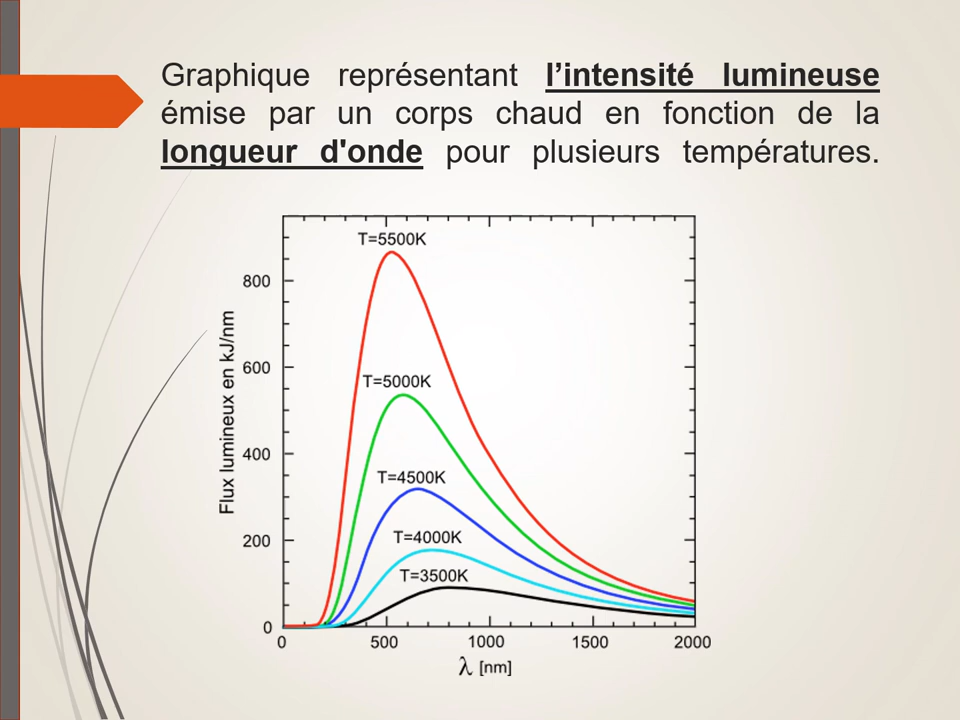 Graphique représentant l’intensité lumineuse
émise par un corps chaud en fonction de la
longueur d'onde pour plusieurs températures.
T=5500K
800
Flux lumineux en kJ/nm
600
T=5000K
400
T=4500K
200
T=4000K
T=3500K
0
0 500 1000 1500 2000
λ [nm]